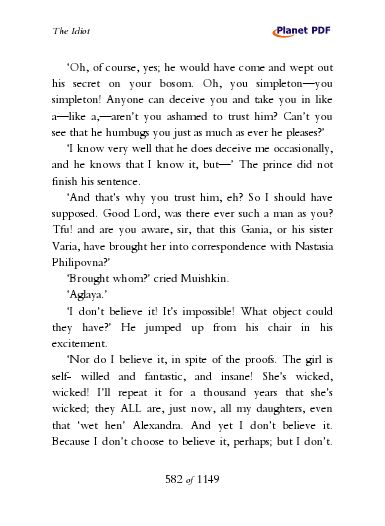 The Idiot
Planet PDF
‘Oh, of course, yes; he would have come and wept out
his secret on your bosom. Oh, you simpleton—you
simpleton! Anyone can deceive you and take you in like
a—like a,—aren’t you ashamed to trust him? Can’t you
see that he humbugs you just as much as ever he pleases?’
‘I know very well that he does deceive me occasionally,
and he knows that I know it, but—’ The prince did not
finish his sentence.
‘And that’s why you trust him, eh? So I should have
supposed. Good Lord, was there ever such a man as you?
Tfu! and are you aware, sir, that this Gania, or his sister
Varia, have brought her into correspondence with Nastasia
Philipovna?’
‘Brought whom?’ cried Muishkin.
‘Aglaya.’
‘I don’t believe it! It’s impossible! What object could
they have?’ He jumped up from his chair in his
excitement.
‘Nor do I believe it, in spite of the proofs. The girl is
self- willed and fantastic, and insane! She’s wicked,
wicked! I’ll repeat it for a thousand years that she’s
wicked; they ALL are, just now, all my daughters, even
that ‘wet hen’ Alexandra. And yet I don’t believe it.
Because I don’t choose to believe it, perhaps; but I don’t.
582 of 1149